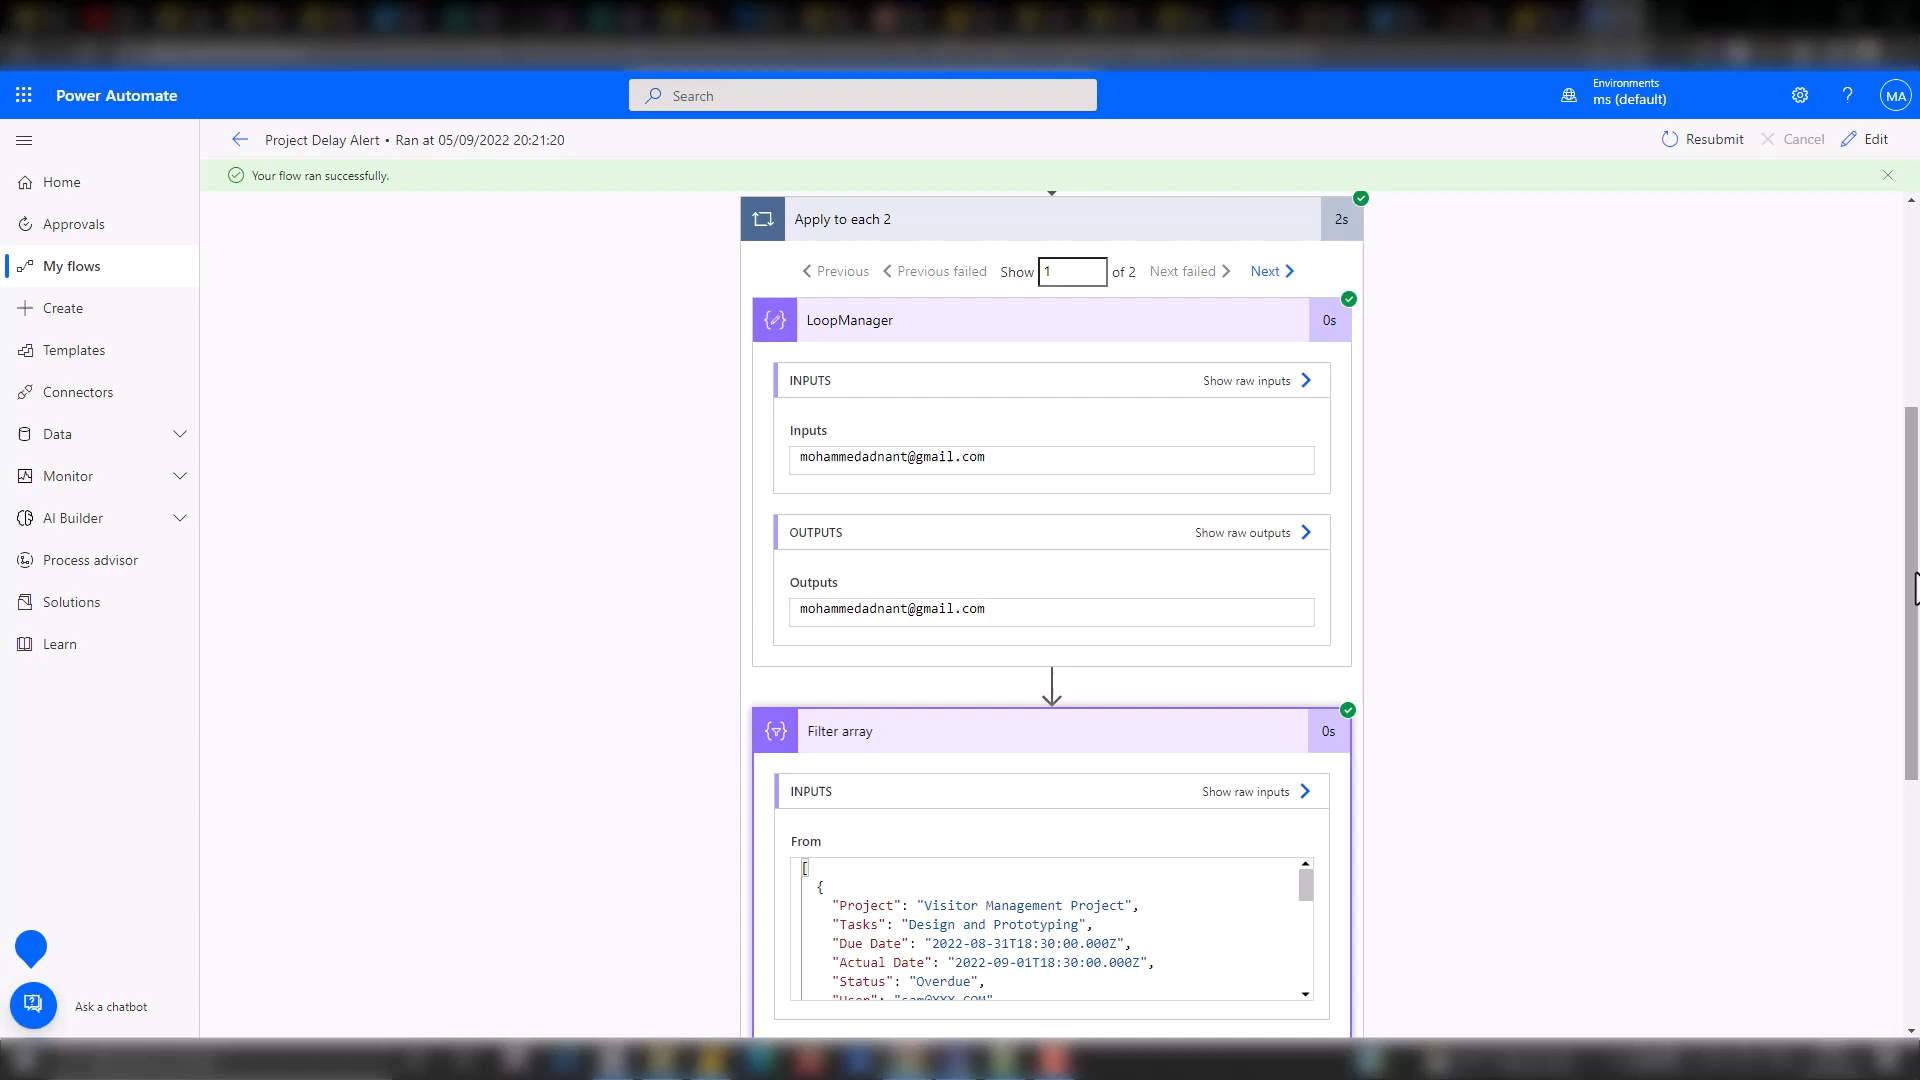 Power Automate
Search
Environments
ms (default)
?
MA
Project Delay Alert • Ran at 05/09/2022 20:21:20
Resubmit
Cancel
Edit
Your flow ran successfully.
Home
Approvals
My flows
Create
Templates
Connectors
Data
Monitor
AI Builder
Process advisor
Solutions
Learn
Ask a chatbot
Apply to each 2
2s
Previous
Previous failed
Show 1 of 2
Next failed
Next
LoopManager
0s
INPUTS
Show raw inputs
Inputs
mohammedadnant@gmail.com
OUTPUTS
Show raw outputs
Outputs
mohammedadnant@gmail.com
Filter array
0s
INPUTS
Show raw inputs
From
[
{
"Project": "Visitor Management Project",
"Tasks": "Design and Prototyping",
"Due Date": "2022-08-31T18:30:00.000Z",
"Actual Date": "2022-09-01T18:30:00.000Z",
"Status": "Overdue",
"User": "sam@XXX.COM"